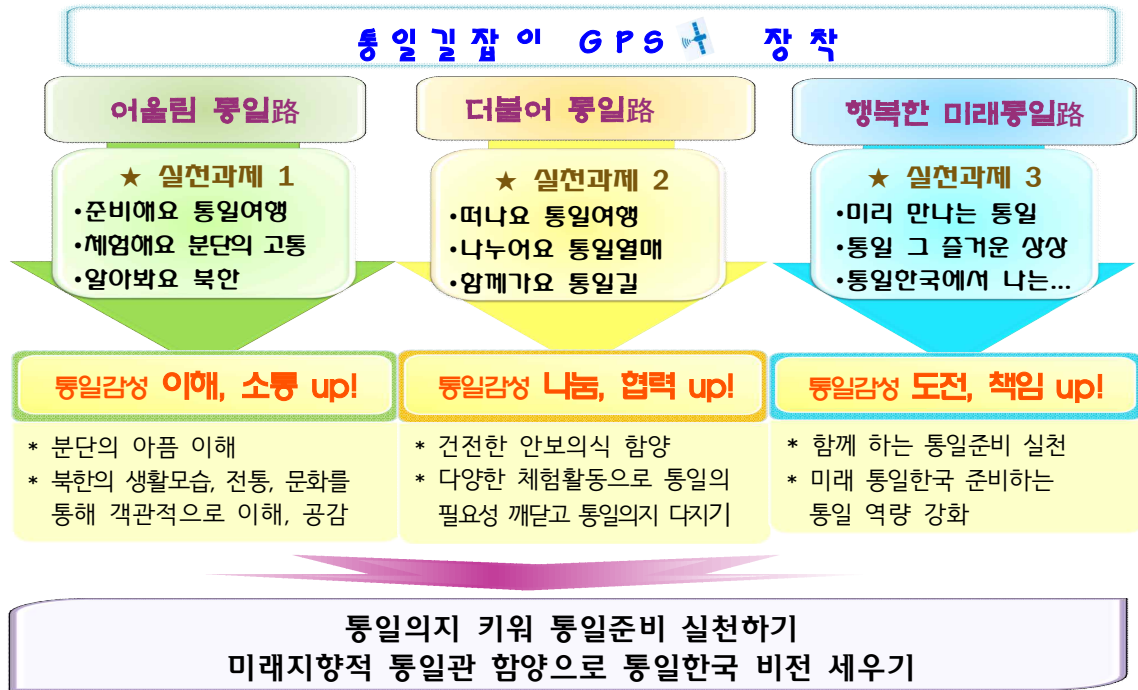 통일길잡이 GPS 장착
어울림 통일路
★ 실천과제 1
•준비해요 통일여행
•체험해요 분단의 고통
•알아봐요 북한
통일감성 이해, 소통 up!
* 분단의 아픔 이해
* 북한의 생활모습, 전통, 문화를
통해 객관적으로 이해, 공감
더불어 통일路
★ 실천과제 2
•떠나요 통일여행
•나누어요 통일열매
•함께가요 통일길
통일감성 나눔, 협력 up!
* 건전한 안보의식 함양
* 다양한 체험활동으로 통일의
필요성 깨닫고 통일의지 다지기
행복한 미래통일路
★ 실천과제 3
•미리 만나는 통일
•통일 그 즐거운 상상
•통일한국에서 나는...
통일감성 도전, 책임 up!
* 함께 하는 통일준비 실천
* 미래 통일한국 준비하는
통일 역량 강화
통일의지 키워 통일준비 실천하기
미래지향적 통일관 함양으로 통일한국 비전 세우기